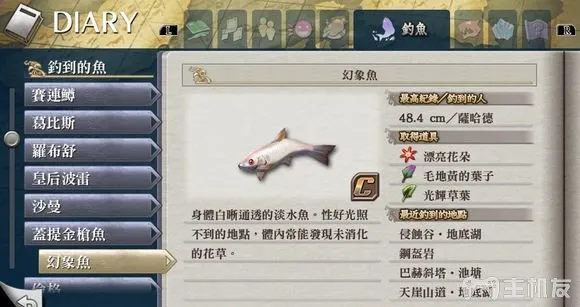 DIARY
L
R
釣魚
釣到的魚
賽連鱒
葛比斯
羅布舒
皇后波雷
沙曼
蓋提金槍魚
幻象魚
幻象魚
C
身體白晰通透的淡水魚。性好光照
不到的地點，體內常能發現未消化
的花草。
最高紀錄／釣到的人
48.4 cm／薩哈德
取得道具
漂亮花朵
毛地黃的葉子
光輝草葉
最近釣到的地點
侵蝕谷・地底湖
鋼盔岩
巴赫斜塔・池塘
天崖山道・地底湖
主机友